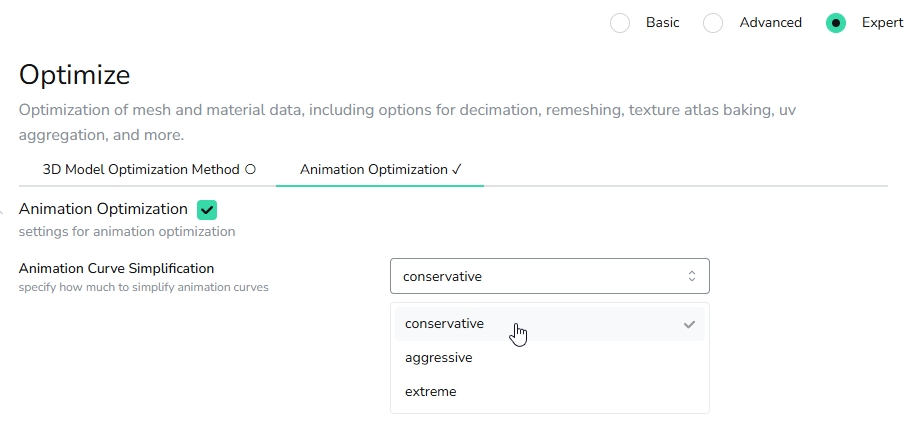 Basic Advanced Expert
Optimize
Optimization of mesh and material data, including options for decimation, remeshing, texture atlas baking, uv
aggregation, and more.
3D Model Optimization Method Animation Optimization ✓
Animation Optimization
settings for animation optimization
Animation Curve Simplification
specify how much to simplify animation curves
conservative
conservative
aggressive
extreme